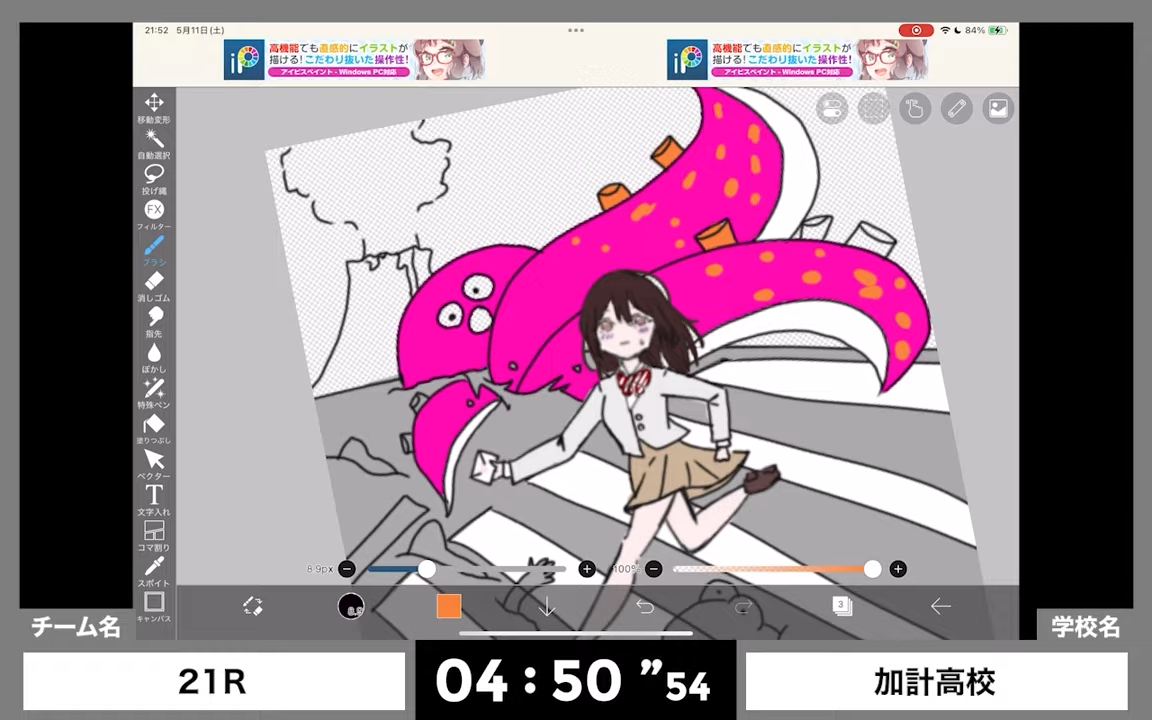 21:52 5月11日(土)
84%
高機能でも直感的にイラストが
描ける!こだわり抜いた操作性!
アイビスペイント - Windows PC対応
高機能でも直感的にイラストが
描ける!こだわり抜いた操作性!
アイビスペイント - Windows PC対応
移動変形
自動選択
投げ縄
FX
フィルター
ブラシ
消しゴム
指先
ぼかし
特殊ペン
塗りつぶし
ベクター
T
文字入れ
コマ割り
スポイト
キャンバス
8.9px
100%
8.9
3
チーム名
21R
04:50"54
学校名
加計高校